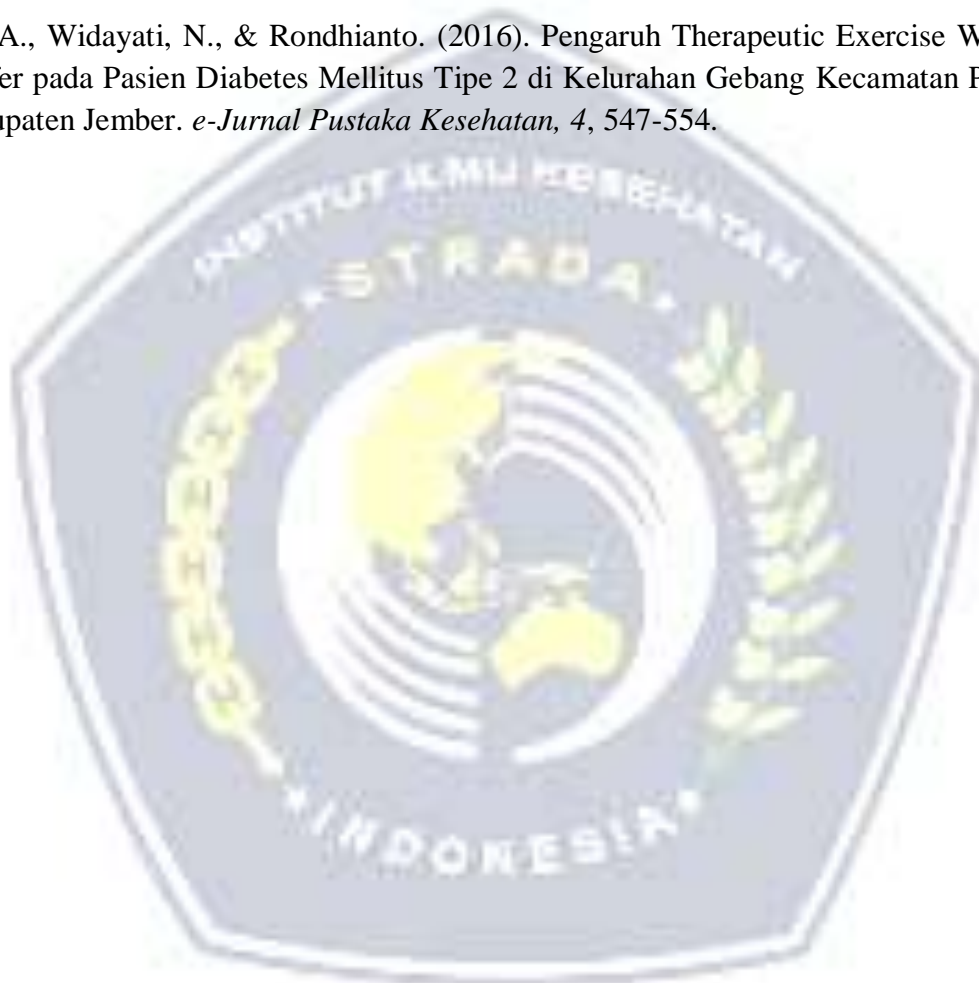 A., Widayati, N., & Rondhianto. (2016). Pengaruh Therapeutic Exercise W
er pada Pasien Diabetes Mellitus Tipe 2 di Kelurahan Gebang Kecamatan P
upaten Jember. e-Jurnal Pustaka Kesehatan, 4, 547-554.
INSTITUT ILMU KESEHATAN
STRADA
INDONESIA